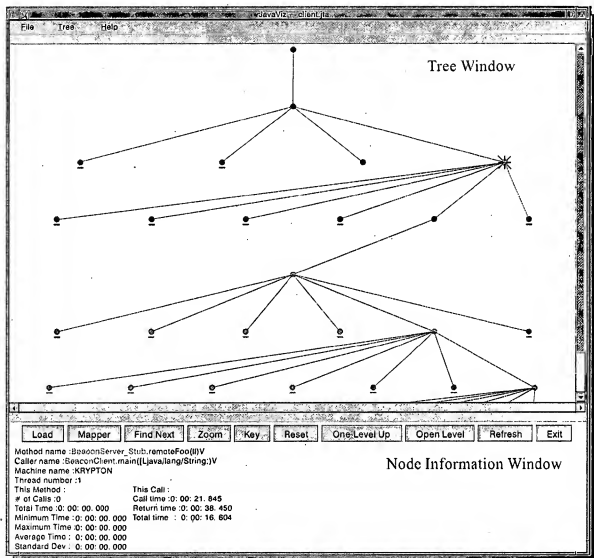 JavaViz -- client.jta
File Tree Help
Tree Window
Load Mapper Find Next Zoom Key Reset One Level Up Open Level Refresh Exit
Method name :BeaconServer_Stub.remoteFoo(II)V
Caller name :BeaconClient.main([Ljava/lang/String;)V
Machine name :KRYPTON
Thread number :1
Node Information Window
This Method : This Call :
# of Calls :0 Call time :0: 00: 21. 845
Total Time :0: 00: 00. 000 Return time :0: 00: 38. 450
Minimum Time :0: 00: 00. 000 Total time : 0: 00: 16. 604
Maximum Time :0: 00: 00. 000
Average Time : 0: 00: 00. 000
Standard Dev : 0: 00: 00. 000